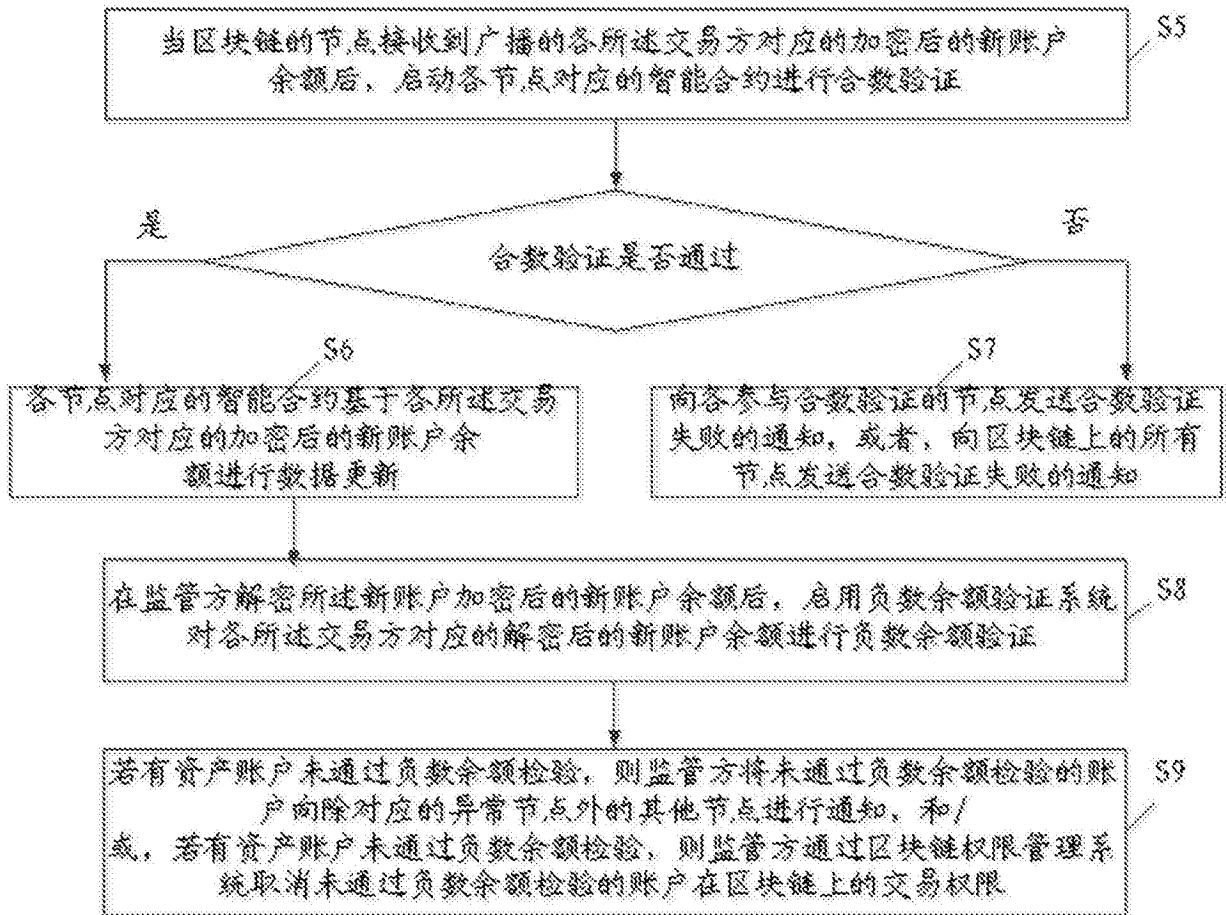 当区块链的节点接收到广播的各所述交易方对应的加密后的新账户
余额后，启动各节点对应的智能合约进行合数验证
S5
是
否
合数验证是否通过
S6
S7
各节点对应的智能合约基于各所述交易
方对应的加密后的新账户余
额进行数据更新
向各参与合数验证的节点发送合数验证
失败的通知，或者，向区块链上的所有
节点发送合数验证失败的通知
在监管方解密所述新账户加密后的新账户余额后，启用负数余额验证系统
对各所述交易方对应的解密后的新账户余额进行负数余额验证
S8
若有资产账户未通过负数余额检验，则监管方将未通过负数余额检验的账
户向除对应的异常节点外的其他节点进行通知，和/
或，若有资产账户未通过负数余额检验，则监管方通过区块链权限管理系
统取消未通过负数余额检验的账户在区块链上的交易权限
S9